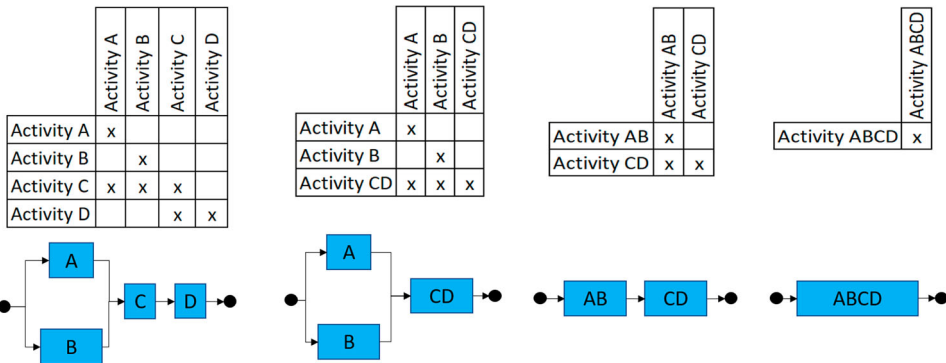 Activity A Activity B Activity C Activity D
Activity A x
Activity B x
Activity C x x x
Activity D x x
Activity A Activity B Activity CD
Activity A x
Activity B x
Activity CD x x x
Activity AB Activity CD
Activity AB x
Activity CD x x
Activity ABCD
Activity ABCD x
A
C D
B
A
CD
B
AB CD
ABCD